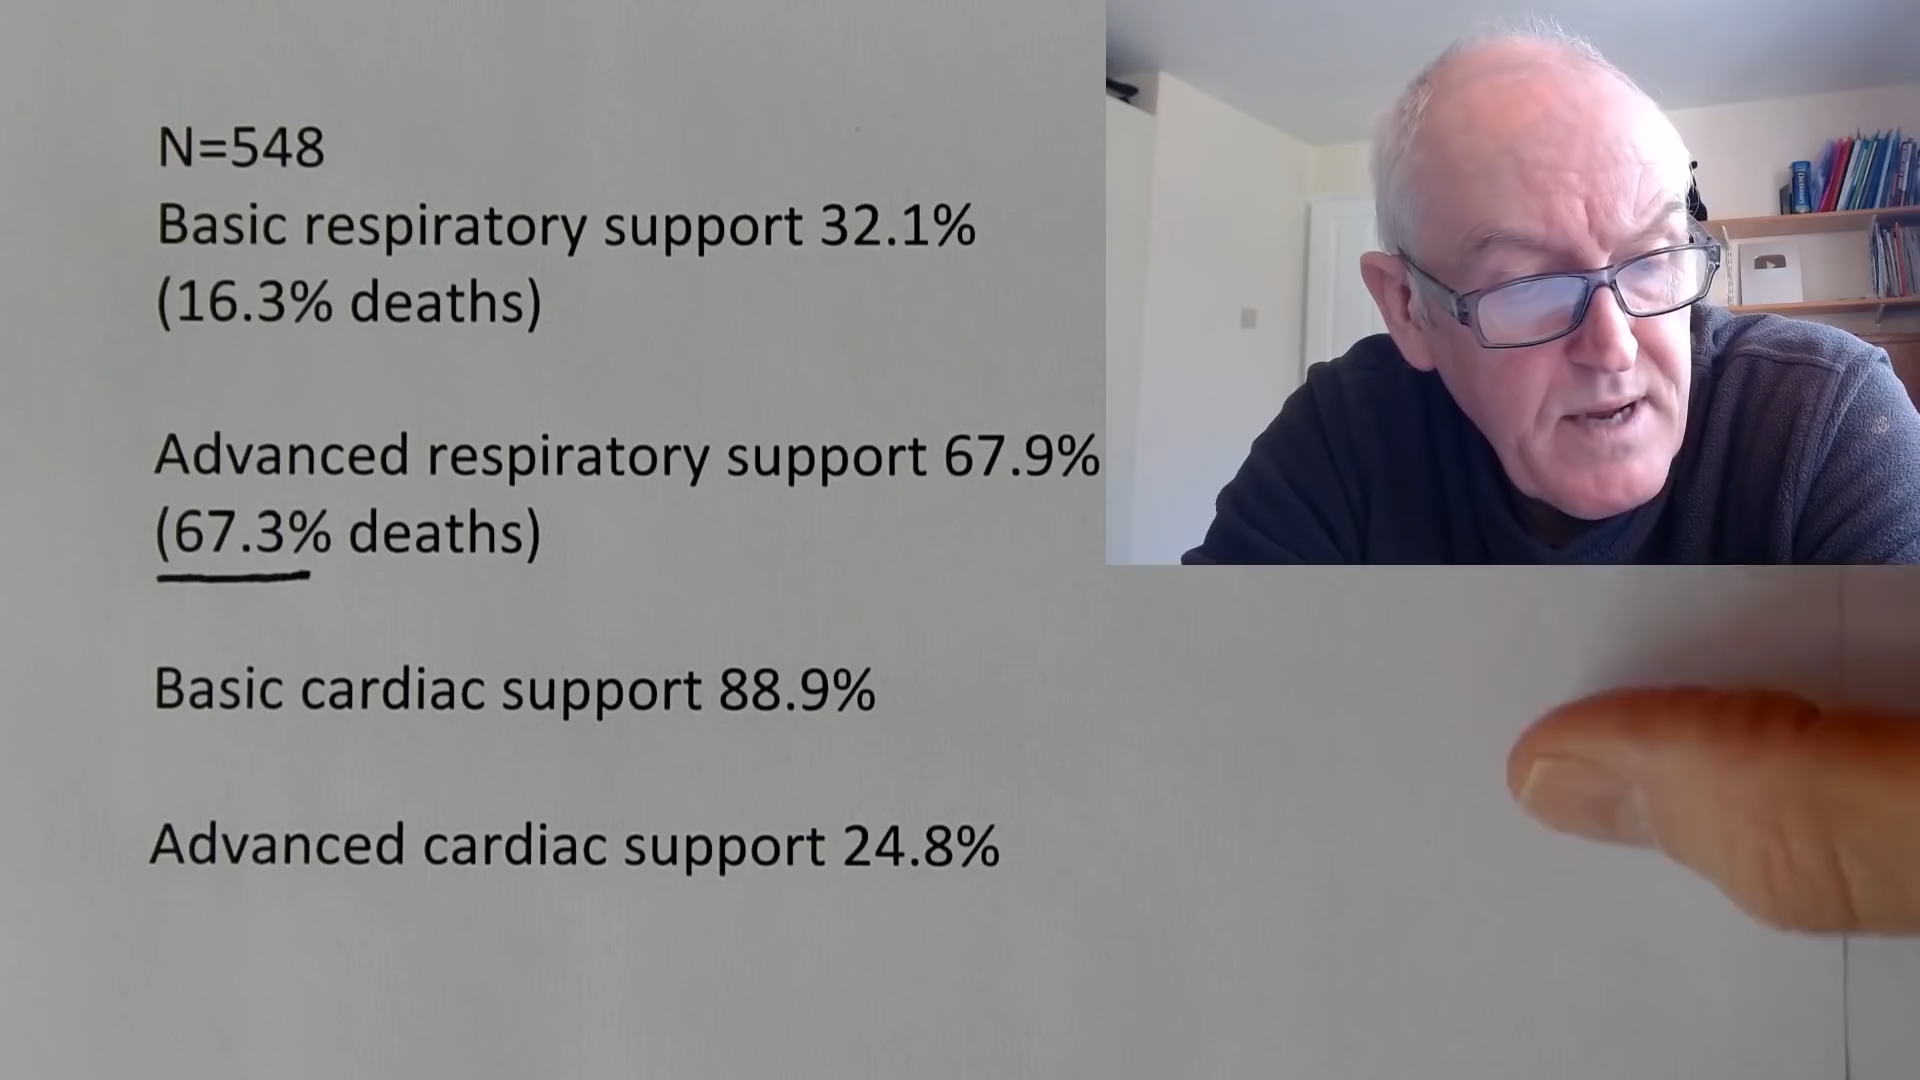 N=548
Basic respiratory support 32.1%
(16.3% deaths)
Advanced respiratory support 67.9%
(67.3% deaths)
Basic cardiac support 88.9%
Advanced cardiac support 24.8%